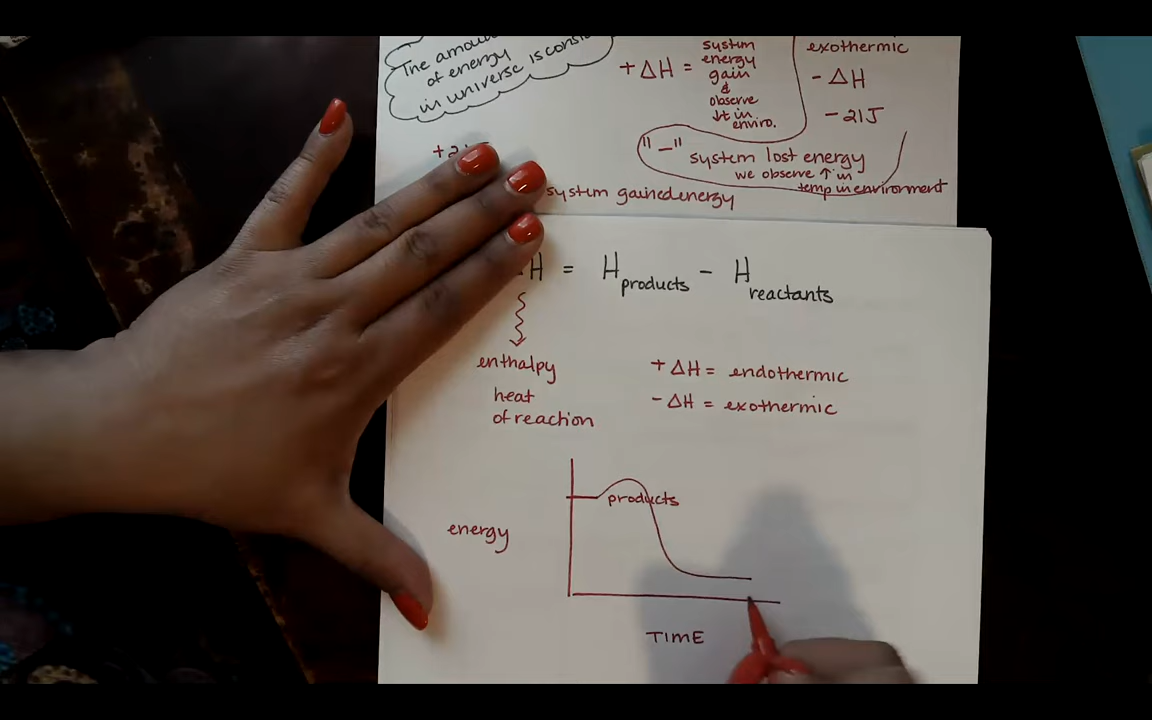 The amou
of energy
in universe is cons
+ΔH =
system
energy
gain
&
observe
↓t in
enviro.
exothermic
- ΔH
- 21J
"-" system lost energy
we observe ↑ in
temp in environment
system gained energy
H = H products - H reactants
enthalpy
heat
of reaction
+ ΔH = endothermic
- ΔH = exothermic
products
energy
TIME